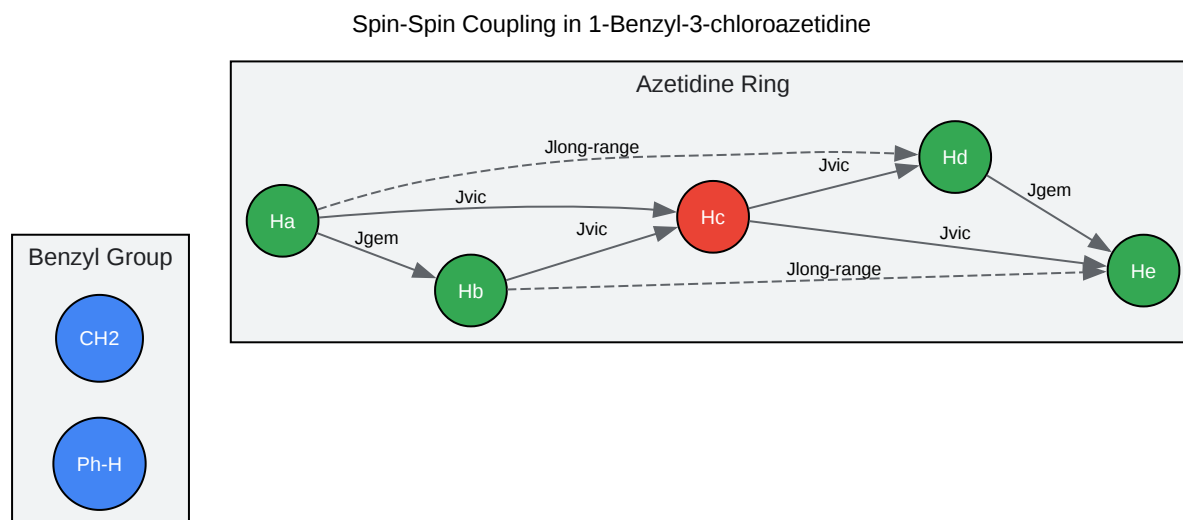 Spin-Spin Coupling in 1-Benzyl-3-chloroazetidine
Azetidine Ring
Jlong-range
Jvic
Hd
Jvic
Jgem
Ha
Hc
Jvic
Jvic
Jgem
Benzyl Group
Jlong-range
He
Hb
CH2
Ph-H